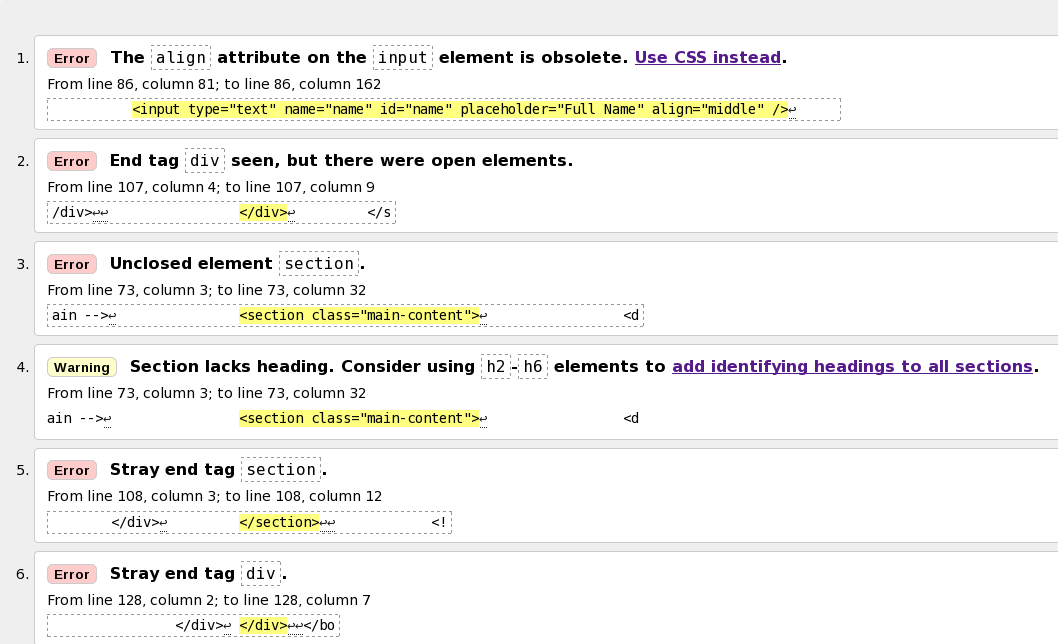 1. Error The align attribute on the input element is obsolete. Use CSS instead.
From line 86, column 81; to line 86, column 162
<input type="text" name="name" id="name" placeholder="Full Name" align="middle" />↩
2. Error End tag div seen, but there were open elements.
From line 107, column 4; to line 107, column 9
/div>↩↩ </div>↩ </s
3. Error Unclosed element section.
From line 73, column 3; to line 73, column 32
ain -->↩ <section class="main-content">↩ <d
4. Warning Section lacks heading. Consider using h2-h6 elements to add identifying headings to all sections.
From line 73, column 3; to line 73, column 32
ain -->↩ <section class="main-content">↩ <d
5. Error Stray end tag section.
From line 108, column 3; to line 108, column 12
</div>↩ </section>↩↩ <!
6. Error Stray end tag div.
From line 128, column 2; to line 128, column 7
</div>↩ </div>↩↩</bo